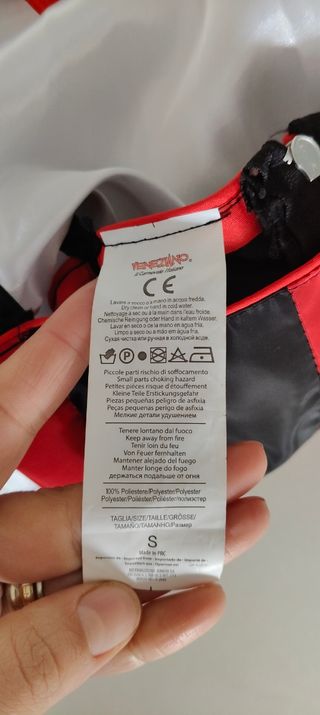 VENEZIANO
il Carnevale Italiano
CE
Lavare a secco o a mano in acqua fredda.
Dry clean or hand in cold water.
Nettoyage à sec ou à la main dans l'eau froide.
Chemische Reinigung oder Hand in kaltem Wasser.
Lavar en seco o de a mano en agua fria.
Limpo a seco ou a mão em água fria.
Сухая чистка или ручная в холодной воде.
Piccole parti rischio di soffocamento
Small parts choking hazard
Petites pièces risque d'étouffement
Kleine Teile Erstickungsgefahr
Piezas pequeñas peligro de asfixia
Peças pequenas perigo de asfixia
Мелкие детали удушением
Tenere lontano dal fuoco
Keep away from fire
Tenir loin du feu
Von Feuer fernhalten
Mantener alejado del fuego
Manter longe do fogo
держаться подальше от огня
100% Poliestere/Polyester/Polyester/
Polyester/Poliéster/Poliéster/полиэстер
TAGLIA/SIZE/TAILLE/GRÖSSE/
TAMAÑO/TAMANHO/Размер
S
Made in PRC